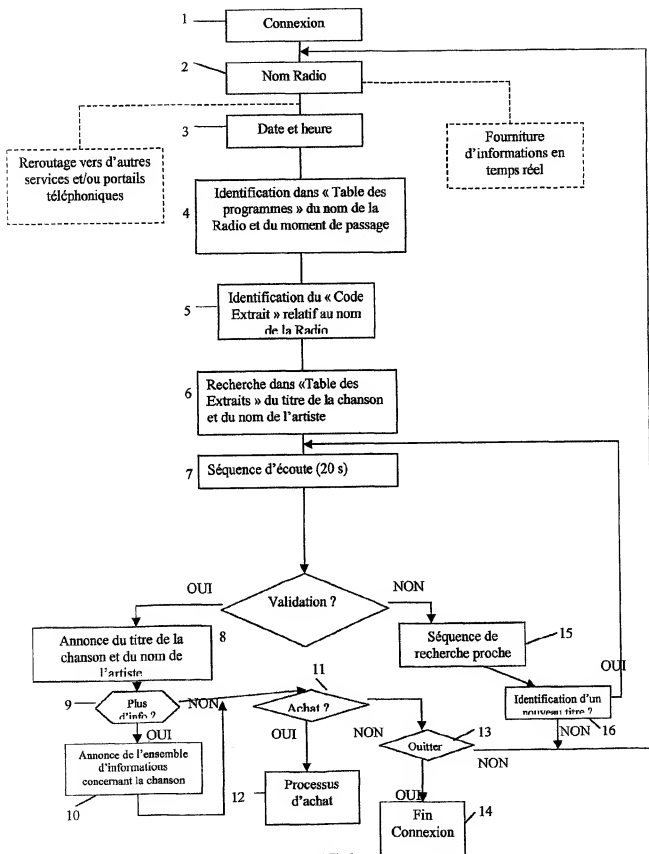 1
Connexion
2
Nom Radio
3
Date et heure
Reroutage vers d'autres
services et/ou portails
téléphoniques
Fourniture
d'informations en
temps réel
4
Identification dans « Table des
programmes » du nom de la
Radio et du moment de passage
5
Identification du « Code
Extrait » relatif au nom
de la Radio
6
Recherche dans «Table des
Extraits » du titre de la chanson
et du nom de l'artiste
7
Séquence d'écoute (20 s)
OUI
Validation ?
NON
Annonce du titre de la
chanson et du nom de
l'artiste
8
Séquence de
recherche proche
15
OUI
9
Plus
d'info ?
NON
11
Achat ?
Identification d'un
nouveau titre ?
16
OUI
OUI
NON
13
Quitter
NON
NON
Annonce de l'ensemble
d'informations
concernant la chanson
10
12
Processus
d'achat
OUI
Fin
Connexion
14